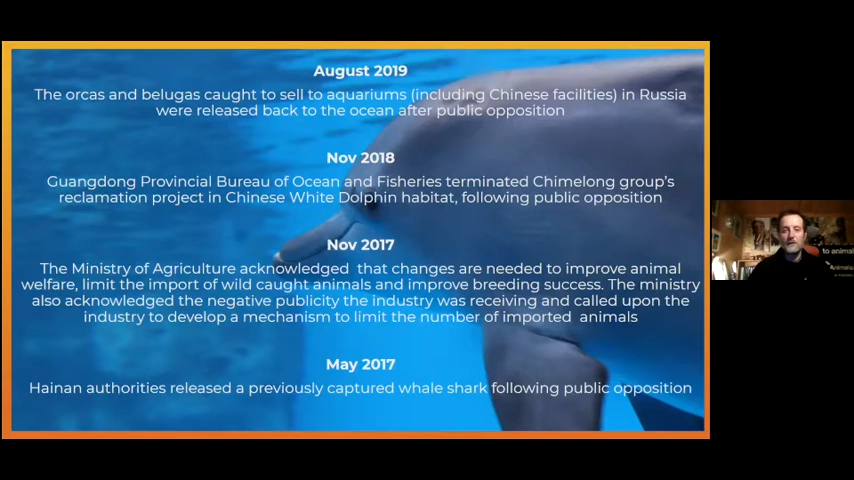 August 2019
The orcas and belugas caught to sell to aquariums (including Chinese facilities) in Russia
were released back to the ocean after public opposition
Nov 2018
Guangdong Provincial Bureau of Ocean and Fisheries terminated Chimelong group's
reclamation project in Chinese White Dolphin habitat, following public opposition
Nov 2017
The Ministry of Agriculture acknowledged that changes are needed to improve animal
welfare, limit the import of wild caught animals and improve breeding success. The ministry
also acknowledged the negative publicity the industry was receiving and called upon the
industry to develop a mechanism to limit the number of imported animals
May 2017
Hainan authorities released a previously captured whale shark following public opposition
to animal
Animals